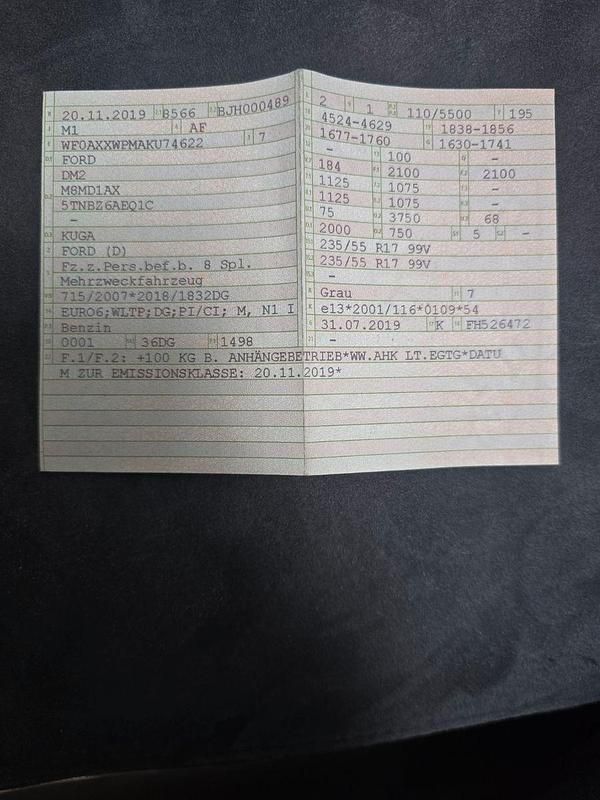 20.11.2019 8566 BJH000489
M1 AF
WF0AXXWPMAKU74622 7
FORD
DM2
M8MD1AX
5TNBZ6AEQ1C
-
KUGA
FORD (D)
Fz.z.Pers.bef.b. 8 Spl.
Mehrzweckfahrzeug
715/2007*2018/1832DG
EURO6;WLTP;DG;PI/CI; M, N1 I
Benzin
0001 36DG 1498
2 1 110/5500 195
4524-4629 1838-1856
1677-1760 1630-1741
- 100 -
184 2100 2100
1125 1075 -
1125 1075 -
75 3750 68
2000 750 5 -
235/55 R17 99V
235/55 R17 99V
-
Grau 7
e13*2001/116*0109*54
31.07.2019 K FH526472
-
F.1/F.2: +100 KG B. ANHÄNGEBETRIEB*WW.AHK LT.EGTG*DATU
M ZUR EMISSIONSKLASSE: 20.11.2019*